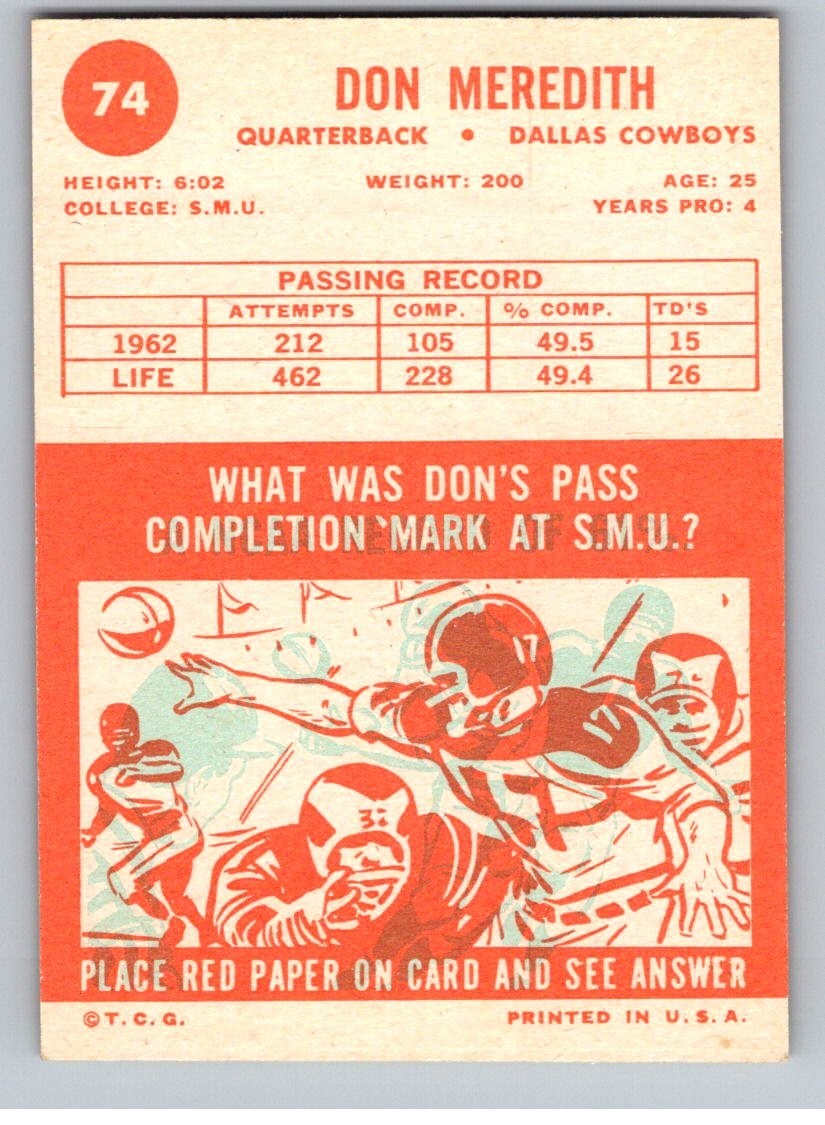 74
DON MEREDITH
QUARTERBACK • DALLAS COWBOYS
HEIGHT: 6:02 WEIGHT: 200 AGE: 25
COLLEGE: S.M.U. YEARS PRO: 4
PASSING RECORD
ATTEMPTS COMP. % COMP. TD'S
1962 212 105 49.5 15
LIFE 462 228 49.4 26
WHAT WAS DON'S PASS
COMPLETION MARK AT S.M.U.?
17
17
PLACE RED PAPER ON CARD AND SEE ANSWER
©T.C.G. PRINTED IN U.S.A.